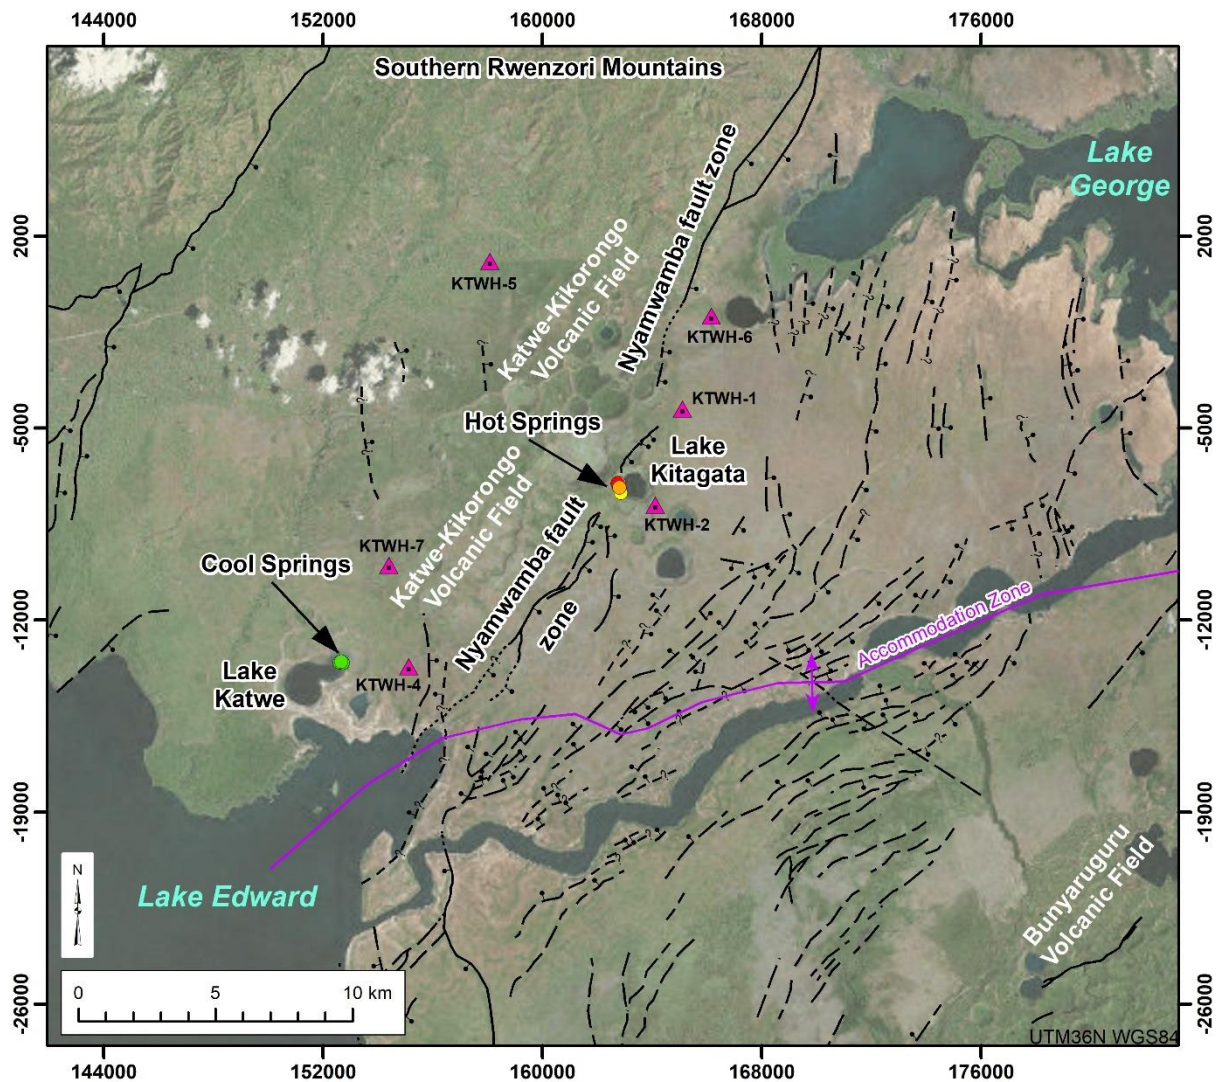 144000
152000
160000
168000
176000
Southern Rwenzori Mountains
Lake
George
Nyamwamba fault zone
2000
2000
Katwe-Kikorongo
Volcanic Field
KTWH-5
KTWH-6
KTWH-1
Hot Springs
-5000
-5000
Lake
Kitagata
KTWH-2
Katwe-Kikorongo
Volcanic Field
KTWH-7
Cool Springs
Nyamwamba fault
zone
Accommodation Zone
-12000
-12000
Lake
Katwe
KTWH-4
-19000
-19000
Lake Edward
Bunyaruguru
Volcanic Field
N
0
5
10 km
-26000
-26000
UTM36N WGS84
144000
152000
160000
168000
176000